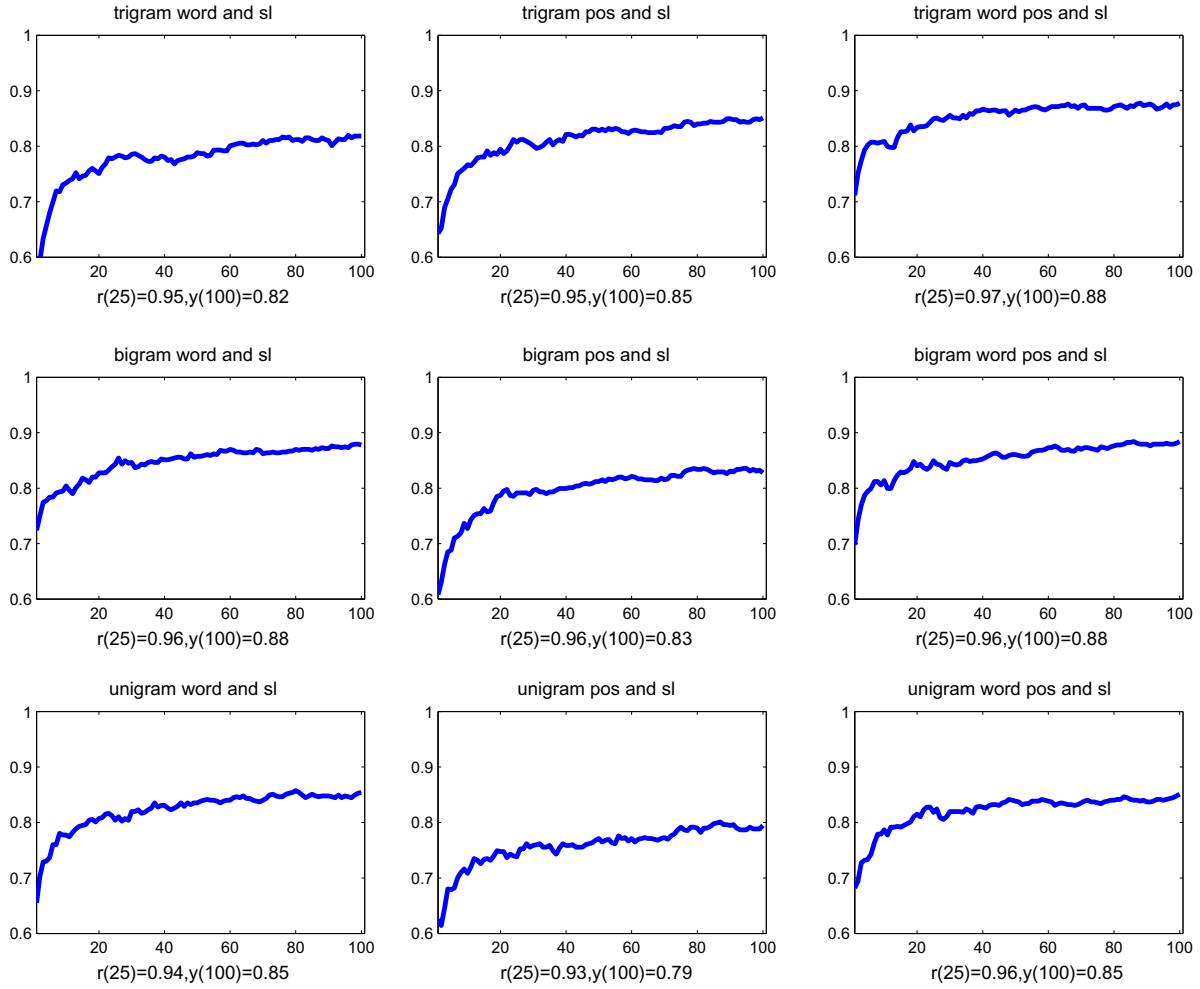 trigram word and sl
trigram pos and sl
trigram word pos and sl
1
0.9
0.8
0.7
0.6
20 40 60 80 100
r(25)=0.95,y(100)=0.82
1
0.9
0.8
0.7
0.6
20 40 60 80 100
r(25)=0.95,y(100)=0.85
1
0.9
0.8
0.7
0.6
20 40 60 80 100
r(25)=0.97,y(100)=0.88
bigram word and sl
bigram pos and sl
bigram word pos and sl
1
0.9
0.8
0.7
0.6
20 40 60 80 100
r(25)=0.96,y(100)=0.88
1
0.9
0.8
0.7
0.6
20 40 60 80 100
r(25)=0.96,y(100)=0.83
1
0.9
0.8
0.7
0.6
20 40 60 80 100
r(25)=0.96,y(100)=0.88
unigram word and sl
unigram pos and sl
unigram word pos and sl
1
0.9
0.8
0.7
0.6
20 40 60 80 100
r(25)=0.94,y(100)=0.85
1
0.9
0.8
0.7
0.6
20 40 60 80 100
r(25)=0.93,y(100)=0.79
1
0.9
0.8
0.7
0.6
20 40 60 80 100
r(25)=0.96,y(100)=0.85